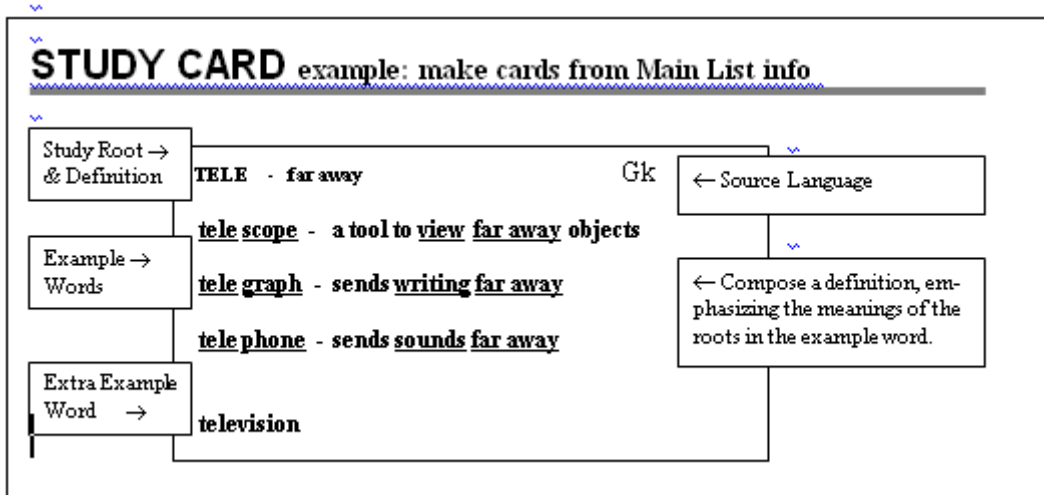 STUDY CARD example: make cards from Main List info
Study Root →
& Definition
TELE - far away
Gk
← Source Language
tele scope - a tool to view far away objects
Example →
Words
tele graph - sends writing far away
← Compose a definition, em-
phasizing the meanings of the
roots in the example word.
tele phone - sends sounds far away
Extra Example
Word →
television